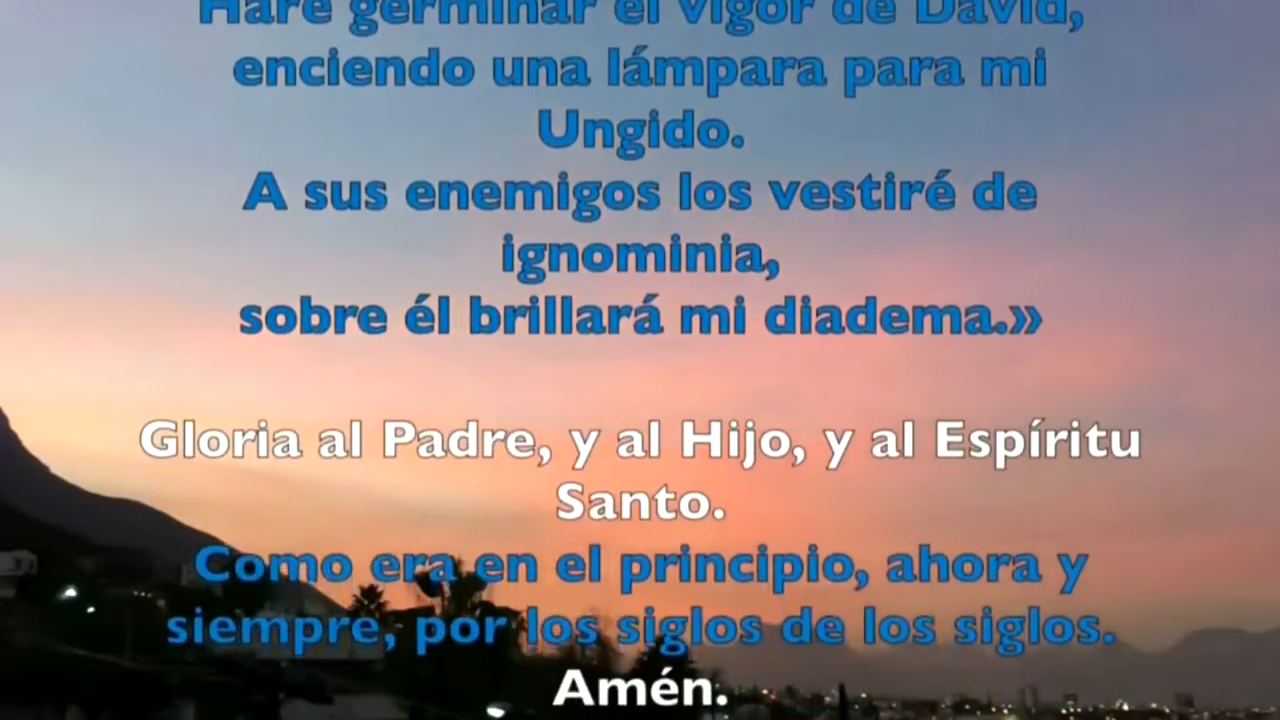 Haré germinar el vigor de David,
enciendo una lámpara para mi
Ungido.
A sus enemigos los vestiré de
ignominia,
sobre él brillará mi diadema.»
Gloria al Padre, y al Hijo, y al Espíritu
Santo.
Como era en el principio, ahora y
siempre, por los siglos de los siglos.
Amén.